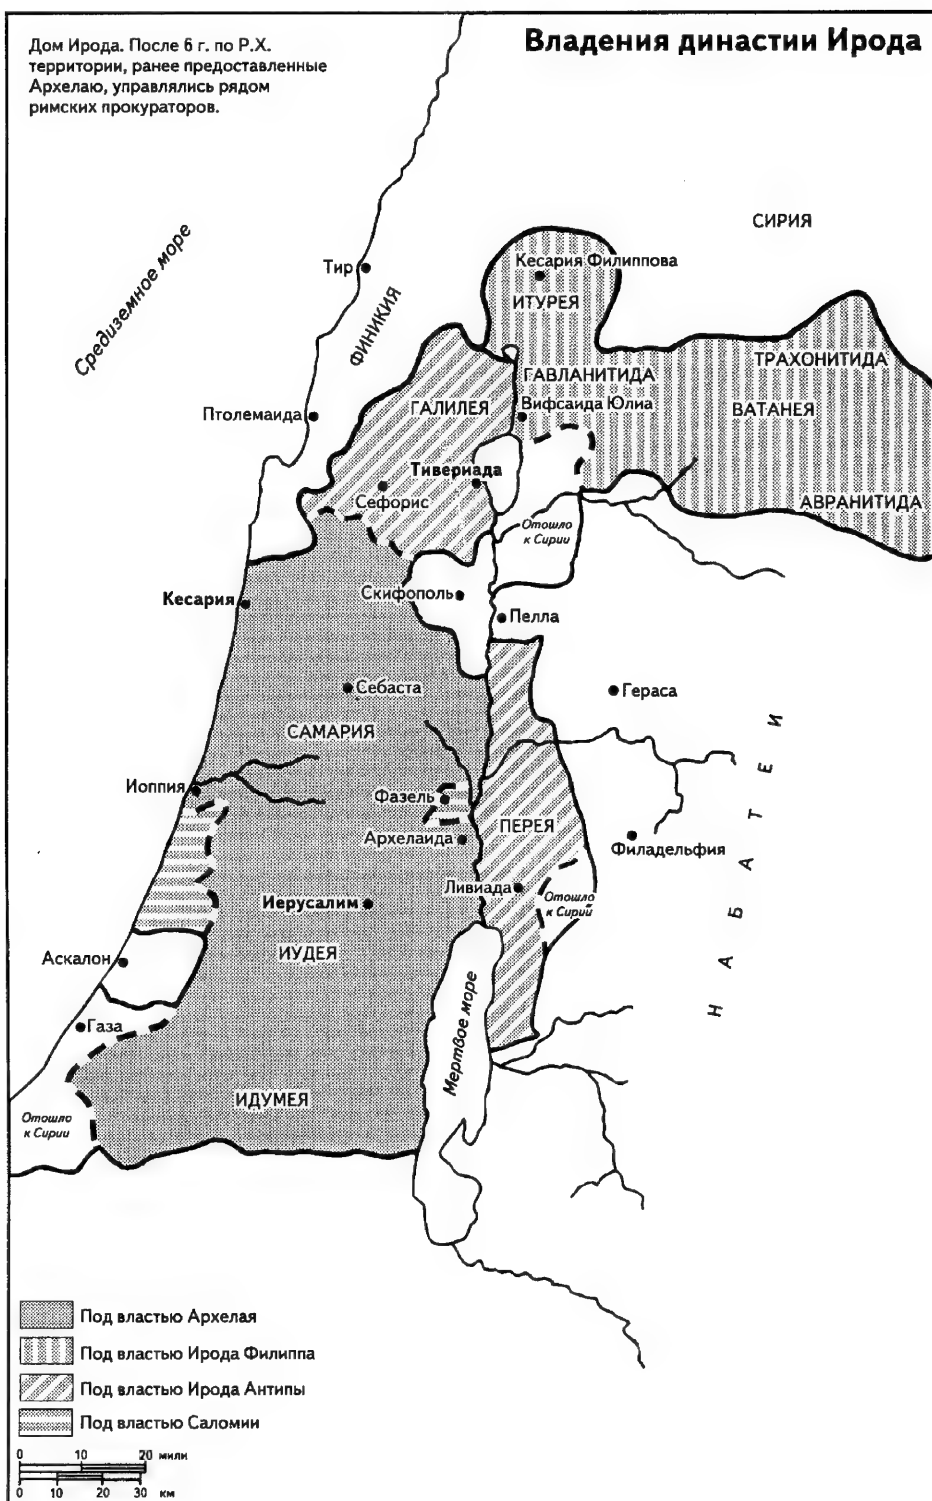 Владения династии Ирода
Дом Ирода. После 6 г. по Р.Х.
территории, ранее предоставленные
Архелаю, управлялись рядом
римских прокураторов.
СИРИЯ
Средиземное море
Тир
ФИНИКИЯ
Кесария Филиппова
ИТУРЕЯ
ТРАХОНИТИДА
ГАВЛАНИТИДА
Птолемаида
ГАЛИЛЕЯ
Вифсаида Юлиа
ВАТАНЕЯ
Тивериада
Сефорис
АВРАНИТИДА
Отошло
к Сирии
Кесария
Скифополь
Пелла
Себаста
Гераса
САМАРИЯ
НАБАТЕИ
Иоппия
Фазель
ПЕРЕЯ
Архелаида
Филадельфия
Ливиада
Отошло
к Сирий
Иерусалим
ИУДЕЯ
Аскалон
Газа
Мертвое море
ИДУМЕЯ
Отошло
к Сирии
Под властью Архелая
Под властью Ирода Филиппа
Под властью Ирода Антипы
Под властью Саломии
0 10 20 мили
0 10 20 30 км